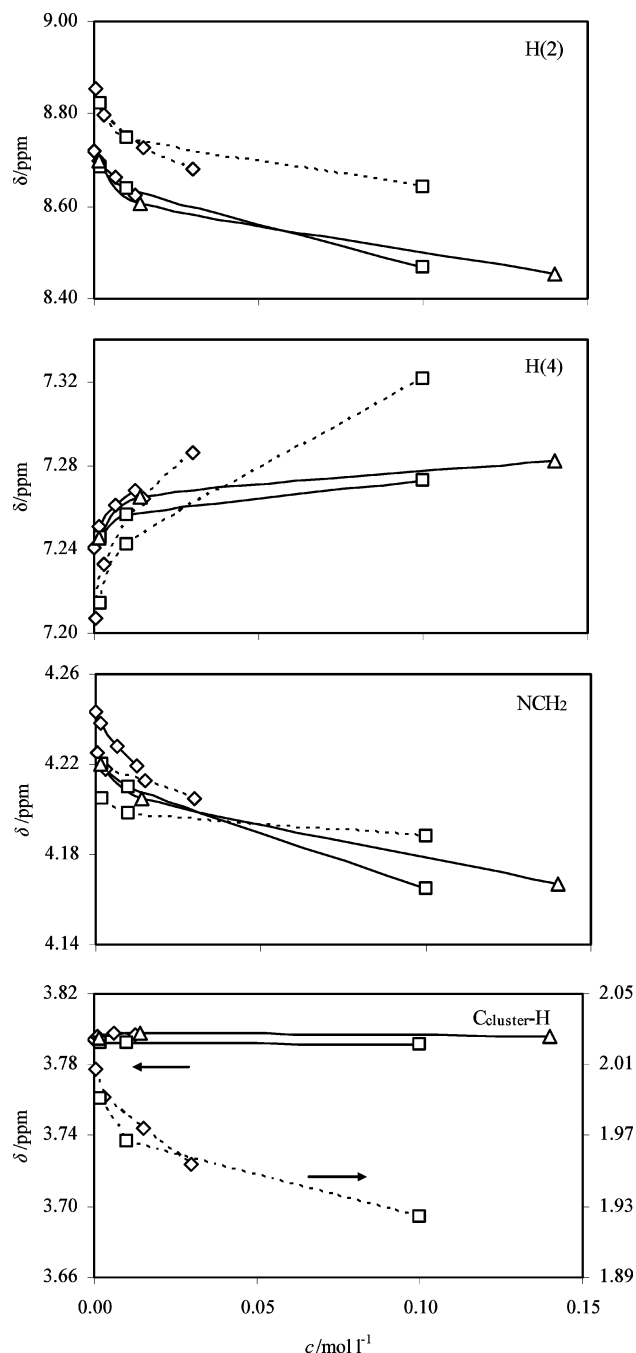 9.00
H(2)
8.80
δ/ppm
8.60
8.40
H(4)
7.32
7.28
δ/ppm
7.24
7.20
4.26
NCH2
4.22
δ/ppm
4.18
4.14
3.82
2.05
Ccluster-H
3.78
2.01
δ/ppm
3.74
1.97
3.70
1.93
3.66
1.89
0.00
0.05
0.10
0.15
c/mol l-1